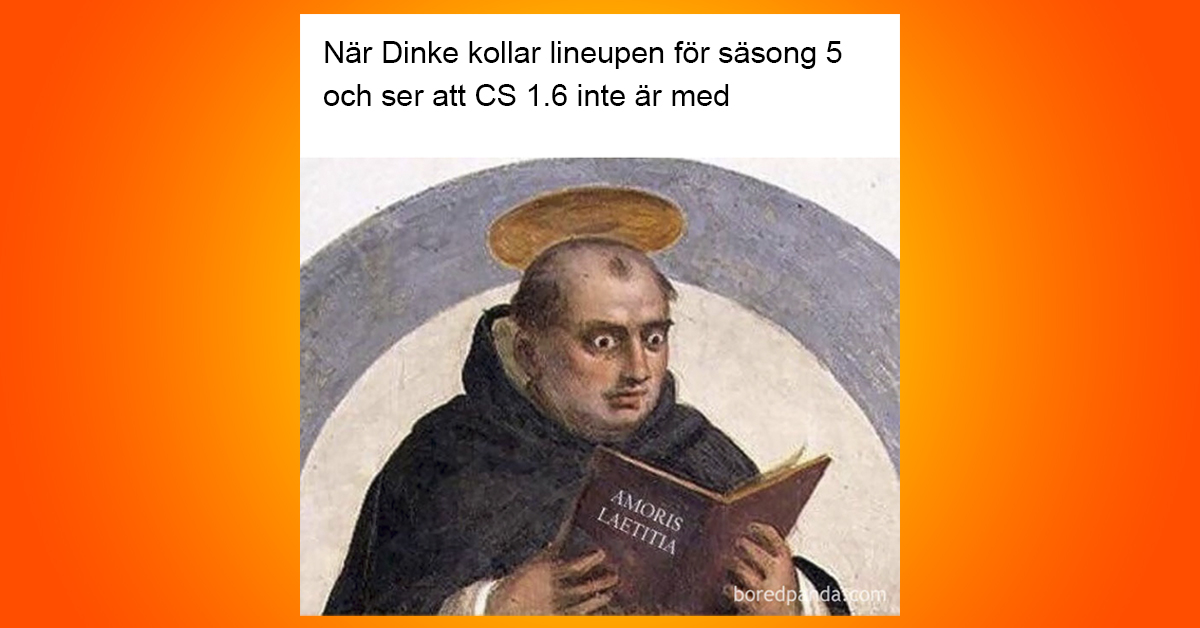 När Dinke kollar lineupen för säsong 5
och ser att CS 1.6 inte är med
AMORIS
LAETITIA
boredpanda.com